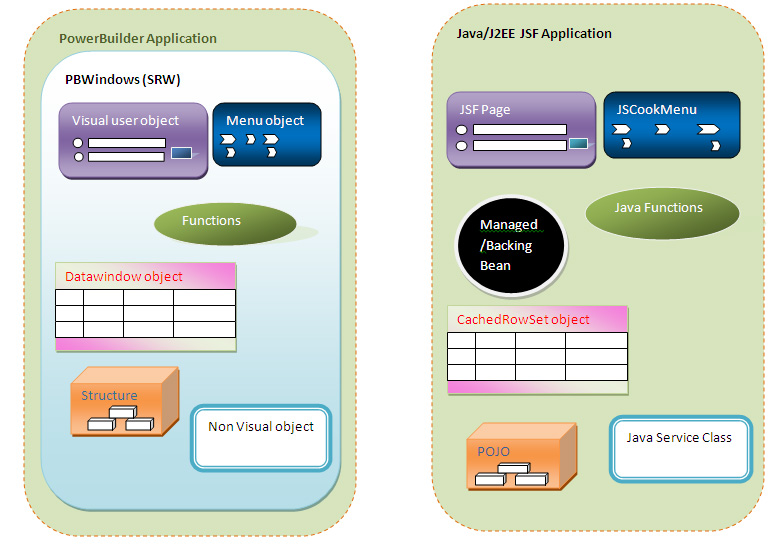 PowerBuilder Application
PBWindows (SRW)
Visual user object
Menu object
Functions
Datawindow object
Structure
Non Visual object
Java/J2EE JSF Application
JSF Page
JSCookMenu
Managed
/Backing
Bean
Java Functions
CachedRowSet object
POJO
Java Service Class